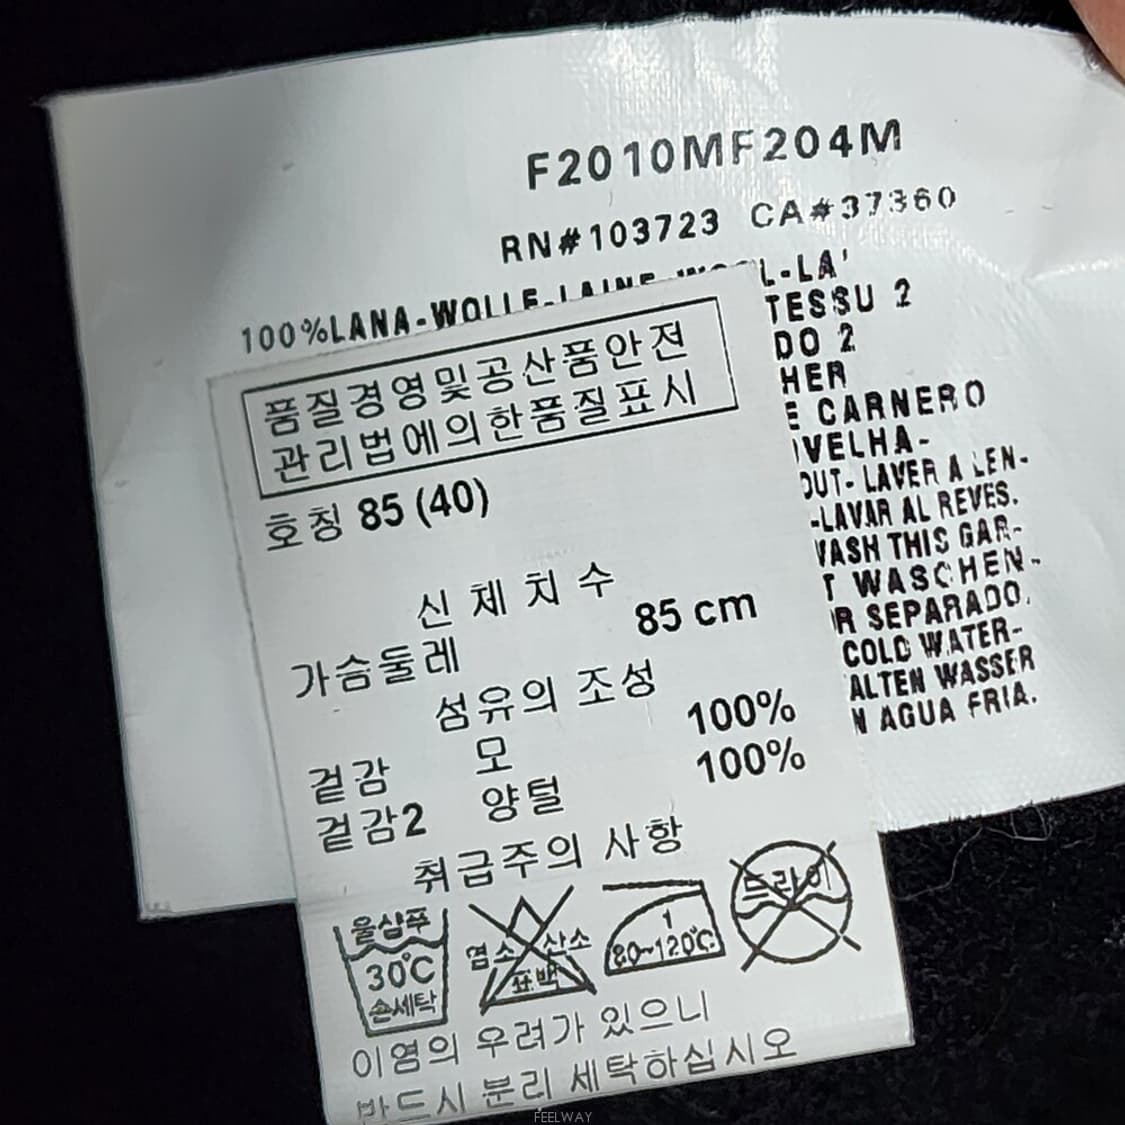 F2010MF204M
RN#103723 CA#37360
100%LANA-WOLLE-LAINE-WOOL-LA'
TESSU 2
DO 2
HER
E CARNERO
OVELHA-
OUT- LAVER A LEN-
-LAVAR AL REVES.
WASH THIS GAR-
T WASCHEN-
R SEPARADO.
COLD WATER-
ALTEN WASSER
N AGUA FRIA.
품질경영및공산품안전
관리법에의한품질표시
호칭 85 (40)
신 체 치 수
가슴둘레 85 cm
섬유의 조성
겉감 모 100%
겉감2 양털 100%
취급주의 사항
울샴푸
30℃
손세탁
염소 산소
표백
1
80~120℃
드라이
이염의 우려가 있으니
반드시 분리 세탁하십시오
FEELWAY